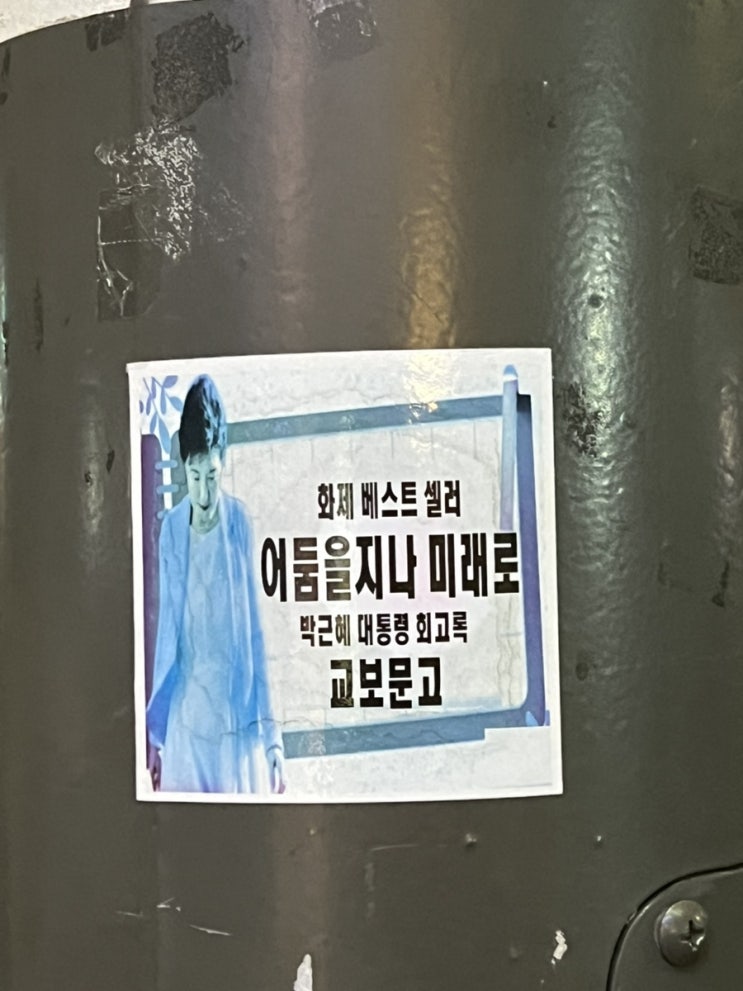 화제 베스트 셀러
어둠을지나 미래로
박근혜 대통령 회고록
교보문고